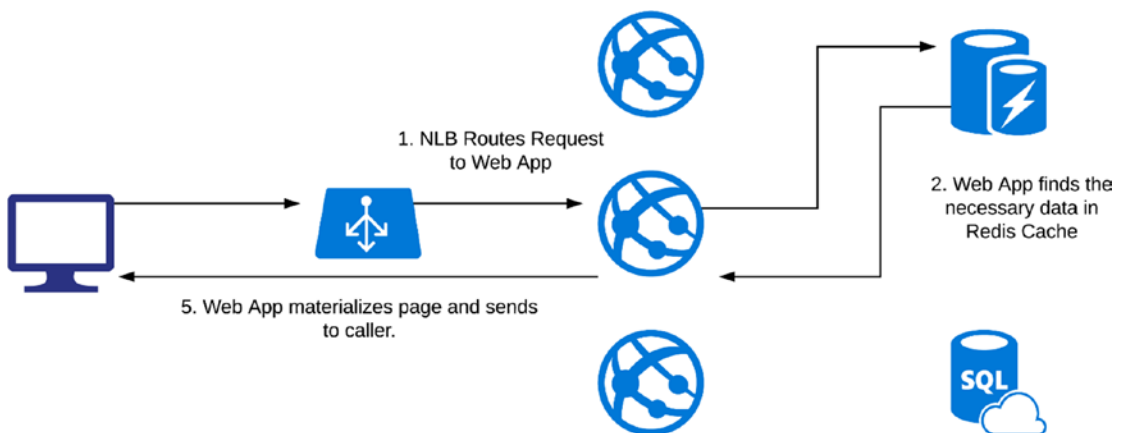 1. NLB Routes Request
to Web App
2. Web App finds the
necessary data in
Redis Cache
5. Web App materializes page and sends
to caller.
SQL